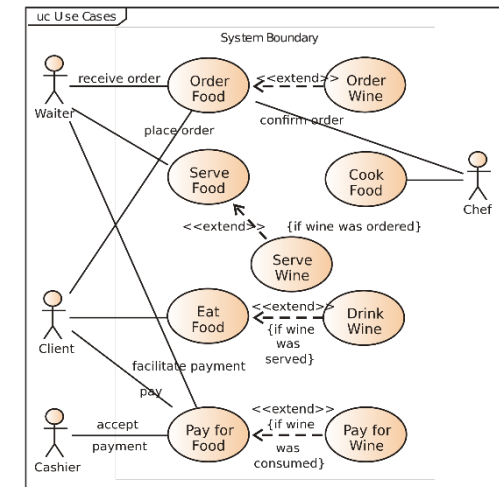 uc Use Cases
System Boundary
receive order
Order
Food
<<extend>>
Order
Wine
Waiter
place order
confirm order
Serve
Food
Cook
Food
Chef
<<extend>>
{if wine was ordered}
Serve
Wine
Eat
Food
<<extend>>
{if wine
was
served}
Drink
Wine
Client
facilitate payment
pay
<<extend>>
accept
payment
Pay for
Food
{if wine
was
consumed}
Pay for
Wine
Cashier